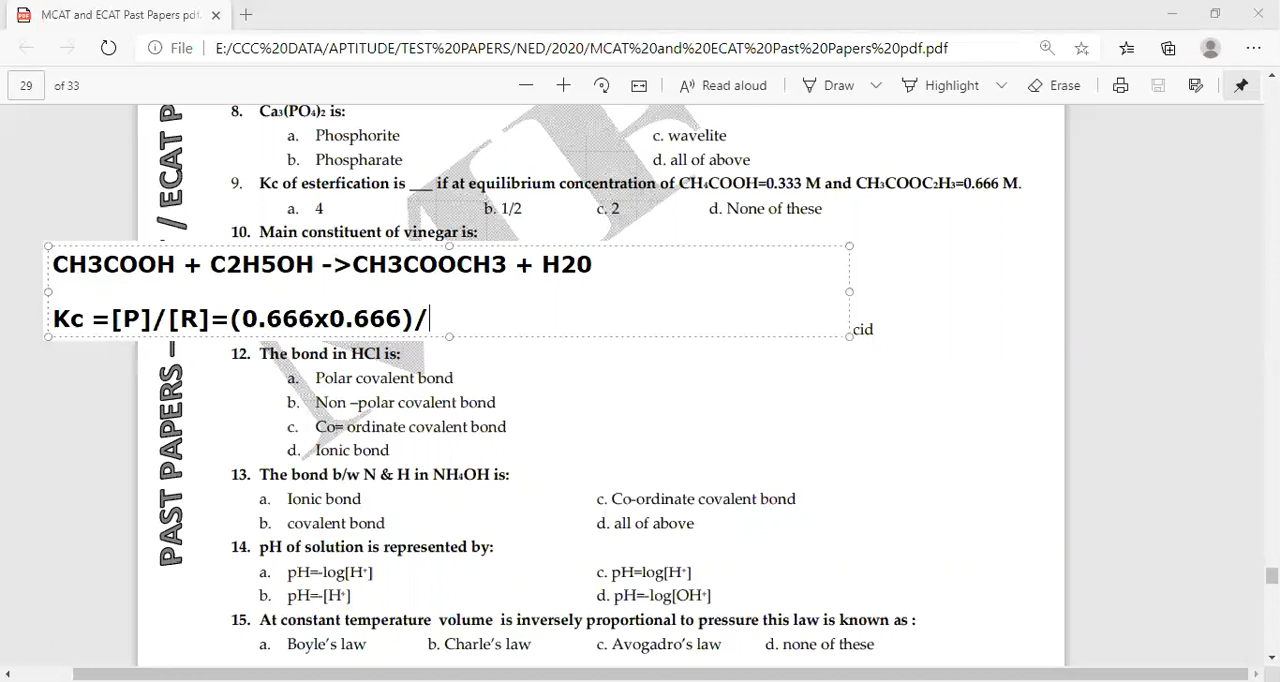 MCAT and ECAT Past Papers pdf.
File E:/CCC%20DATA/APTITUDE/TEST%20PAPERS/NED/2020/MCAT%20and%20ECAT%20Past%20Papers%20pdf.pdf
29 of 33 Read aloud Draw Highlight Erase
PAST PAPERS – / ECAT P
8. Ca₃(PO₄)₂ is:
a. Phosphorite c. wavelite
b. Phospharate d. all of above
9. Kc of esterfication is ___ if at equilibrium concentration of CH₄COOH=0.333 M and CH₃COOC₂H₃=0.666 M.
a. 4 b. 1/2 c. 2 d. None of these
10. Main constituent of vinegar is:
CH3COOH + C2H5OH ->CH3COOCH3 + H20
Kc =[P]/[R]=(0.666x0.666)/
cid
12. The bond in HCl is:
a. Polar covalent bond
b. Non –polar covalent bond
c. Co= ordinate covalent bond
d. Ionic bond
13. The bond b/w N & H in NH₄OH is:
a. Ionic bond c. Co-ordinate covalent bond
b. covalent bond d. all of above
14. pH of solution is represented by:
a. pH=-log[H⁺] c. pH=log[H⁺]
b. pH=-[H⁺] d. pH=-log[OH⁺]
15. At constant temperature volume is inversely proportional to pressure this law is known as :
a. Boyle’s law b. Charle’s law c. Avogadro’s law d. none of these